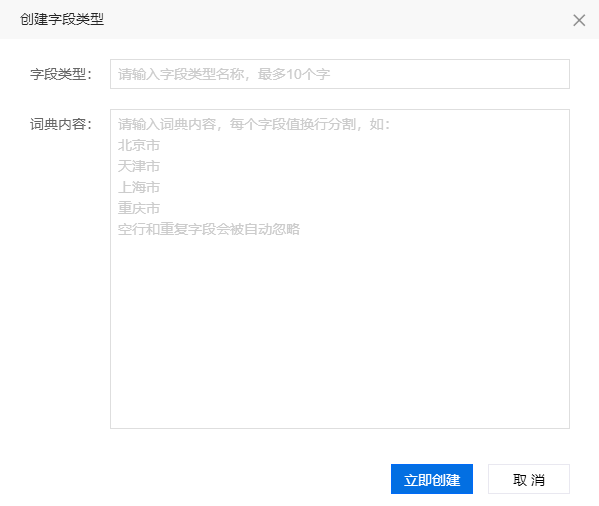 创建字段类型
字段类型：
请输入字段类型名称，最多10个字
词典内容：
请输入词典内容，每个字段值换行分割，如：
北京市
天津市
上海市
重庆市
空行和重复字段会被自动忽略
立即创建
取 消